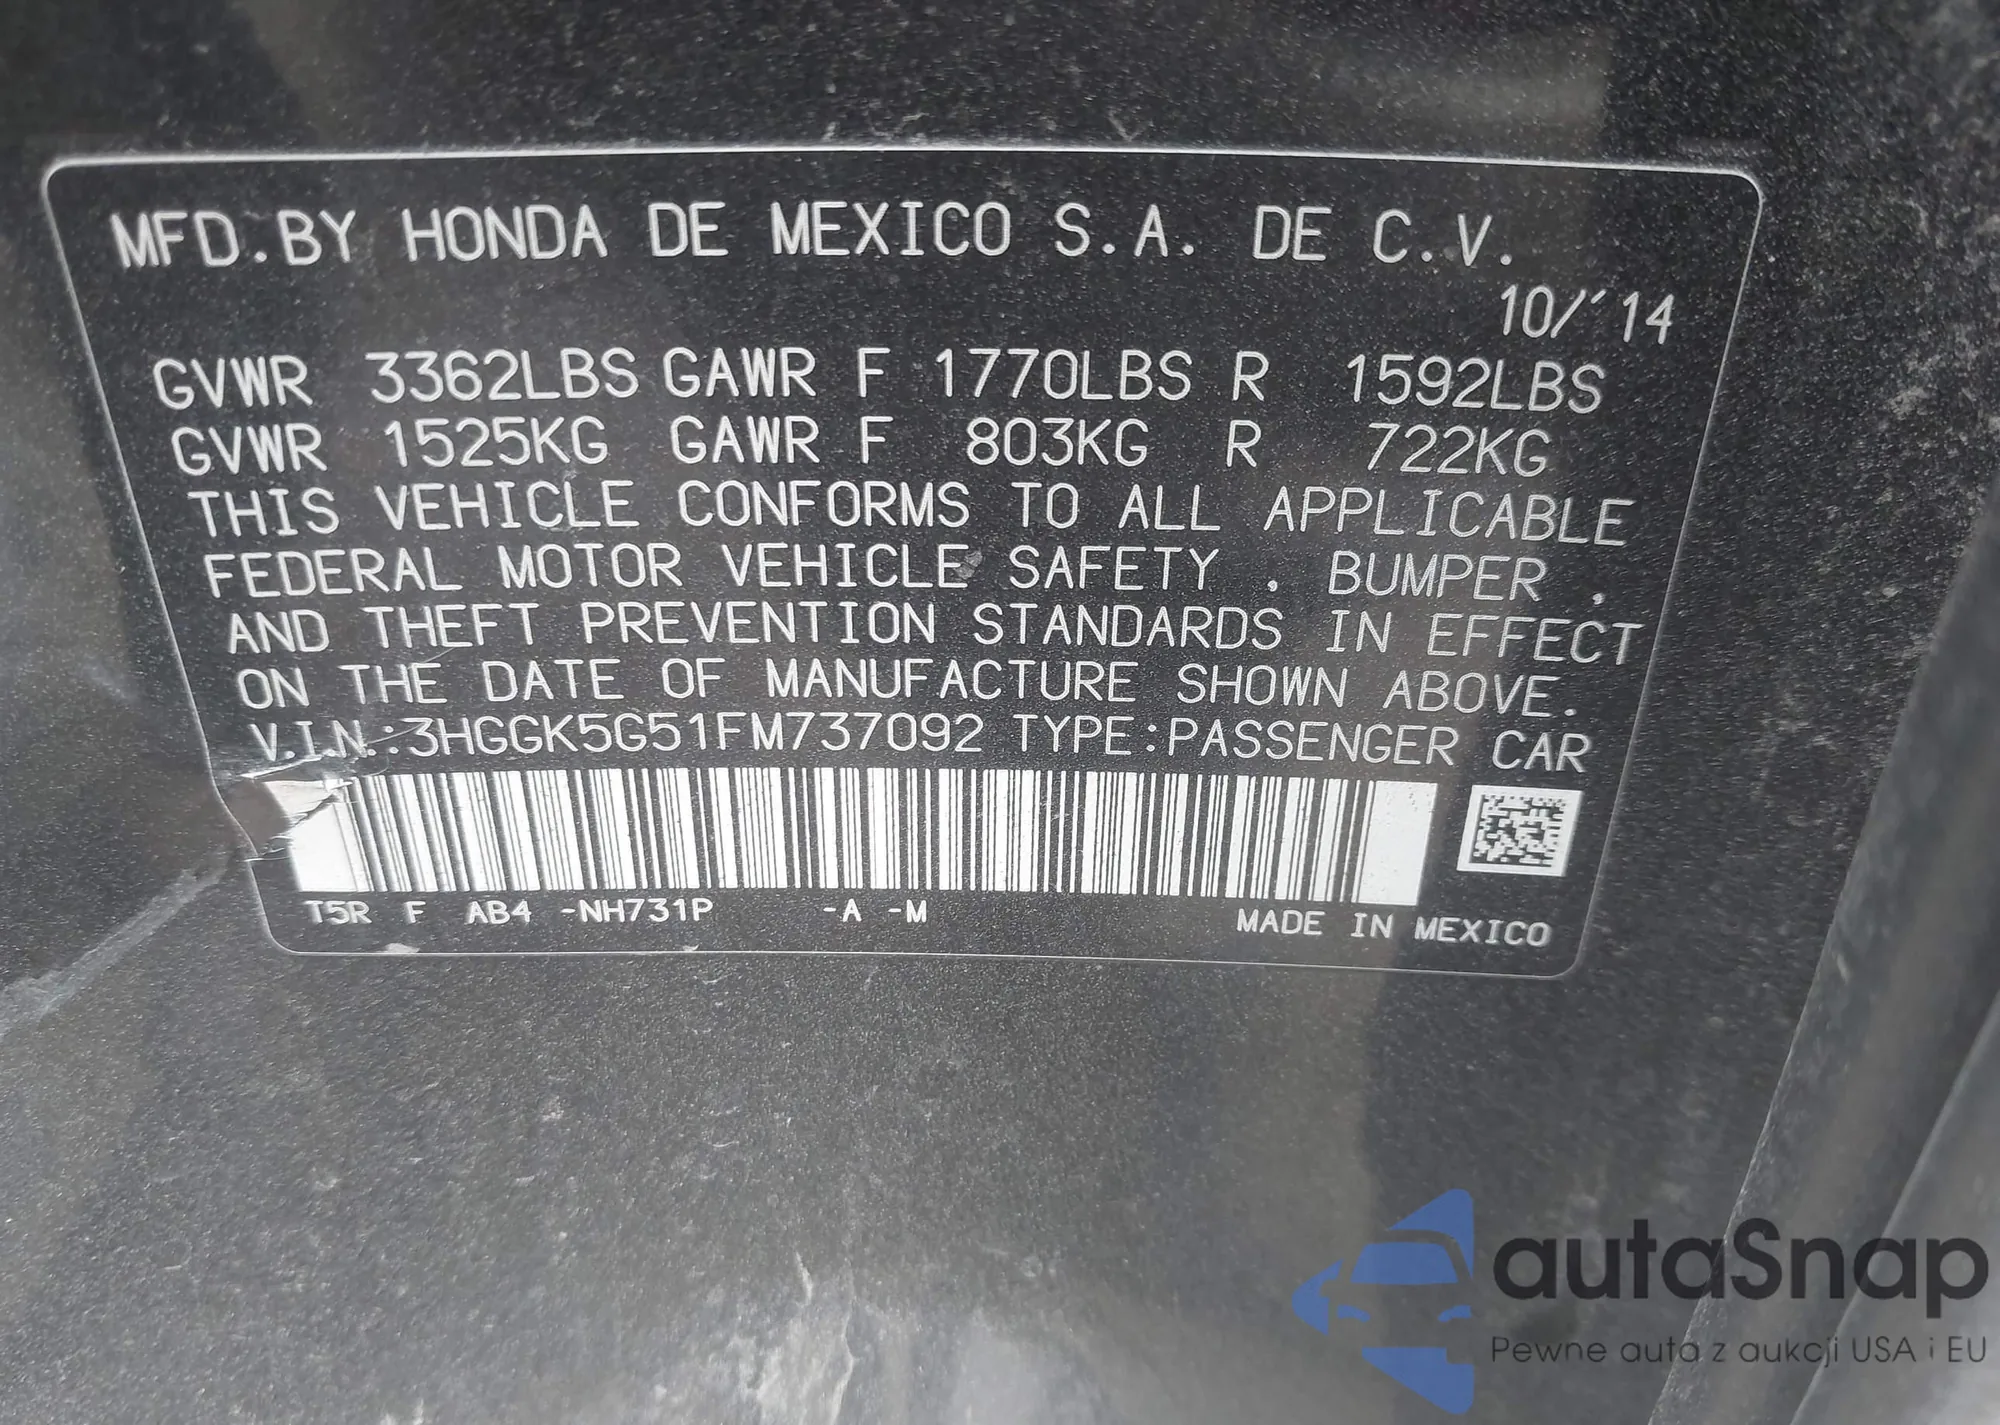 MFD.BY HONDA DE MEXICO S.A. DE C.V.
10/'14
GVWR 3362LBS GAWR F 1770LBS R 1592LBS
GVWR 1525KG GAWR F 803KG R 722KG
THIS VEHICLE CONFORMS TO ALL APPLICABLE
FEDERAL MOTOR VEHICLE SAFETY , BUMPER ,
AND THEFT PREVENTION STANDARDS IN EFFECT
ON THE DATE OF MANUFACTURE SHOWN ABOVE.
V.I.N.:3HGGK5G51FM737092 TYPE:PASSENGER CAR
T5R F AB4 -NH731P -A -M
MADE IN MEXICO
autaSnap
Pewne auta z aukcji USA i EU